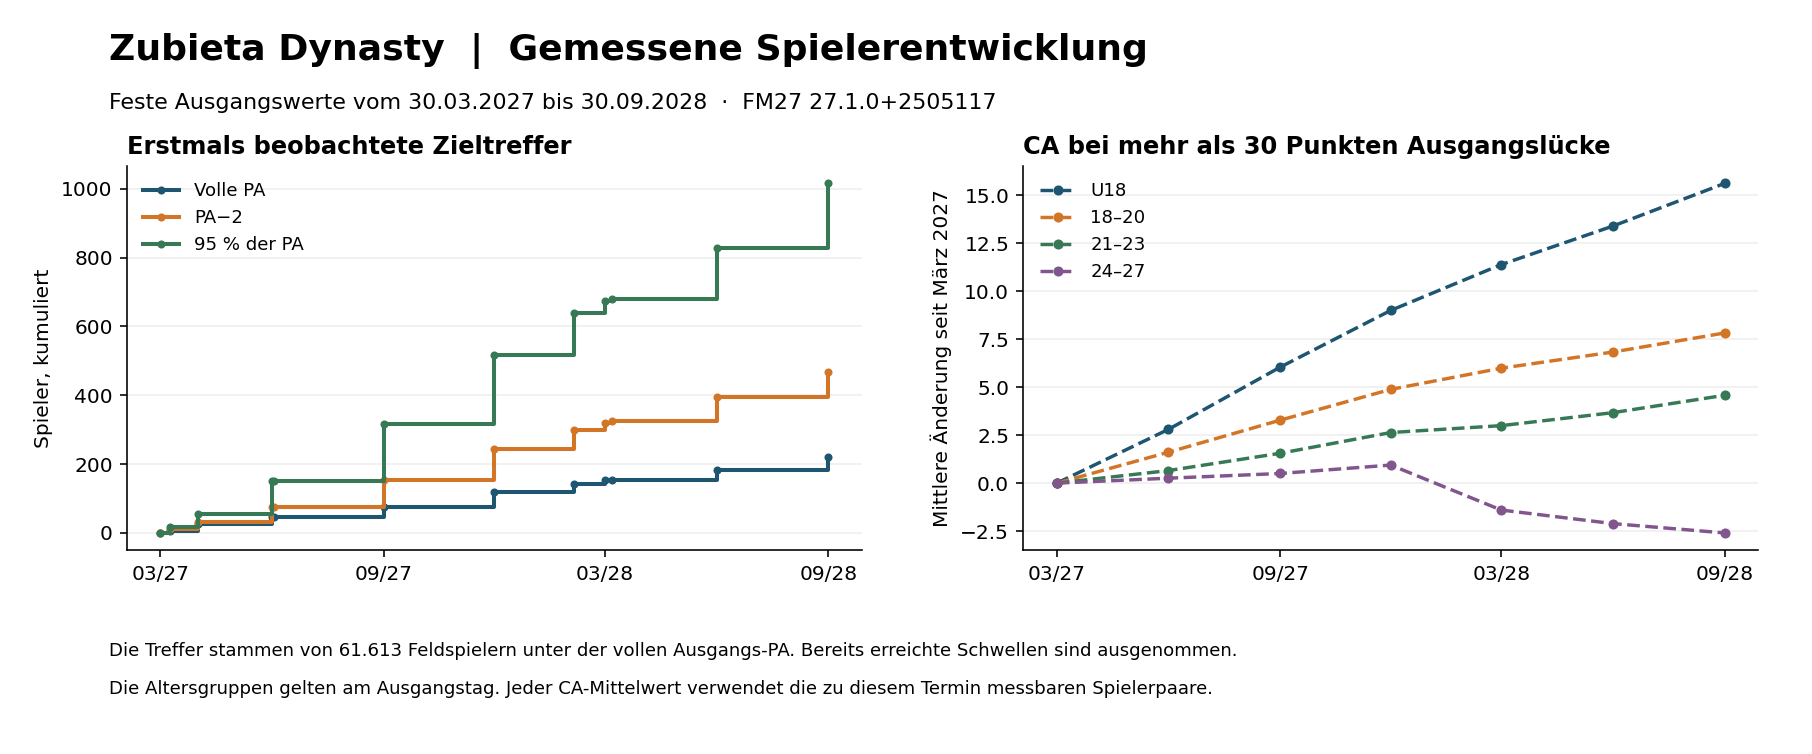 Zubieta Dynasty | Gemessene Spielerentwicklung
Feste Ausgangswerte vom 30.03.2027 bis 30.09.2028 · FM27 27.1.0+2505117
Erstmals beobachtete Zieltreffer
Spieler, kumuliert
1000
800
600
400
200
0
Volle PA
PA−2
95 % der PA
03/27
09/27
03/28
09/28
CA bei mehr als 30 Punkten Ausgangslücke
Mittlere Änderung seit März 2027
15.0
12.5
10.0
7.5
5.0
2.5
0.0
−2.5
U18
18–20
21–23
24–27
03/27
09/27
03/28
09/28
Die Treffer stammen von 61.613 Feldspielern unter der vollen Ausgangs-PA. Bereits erreichte Schwellen sind ausgenommen.
Die Altersgruppen gelten am Ausgangstag. Jeder CA-Mittelwert verwendet die zu diesem Termin messbaren Spielerpaare.